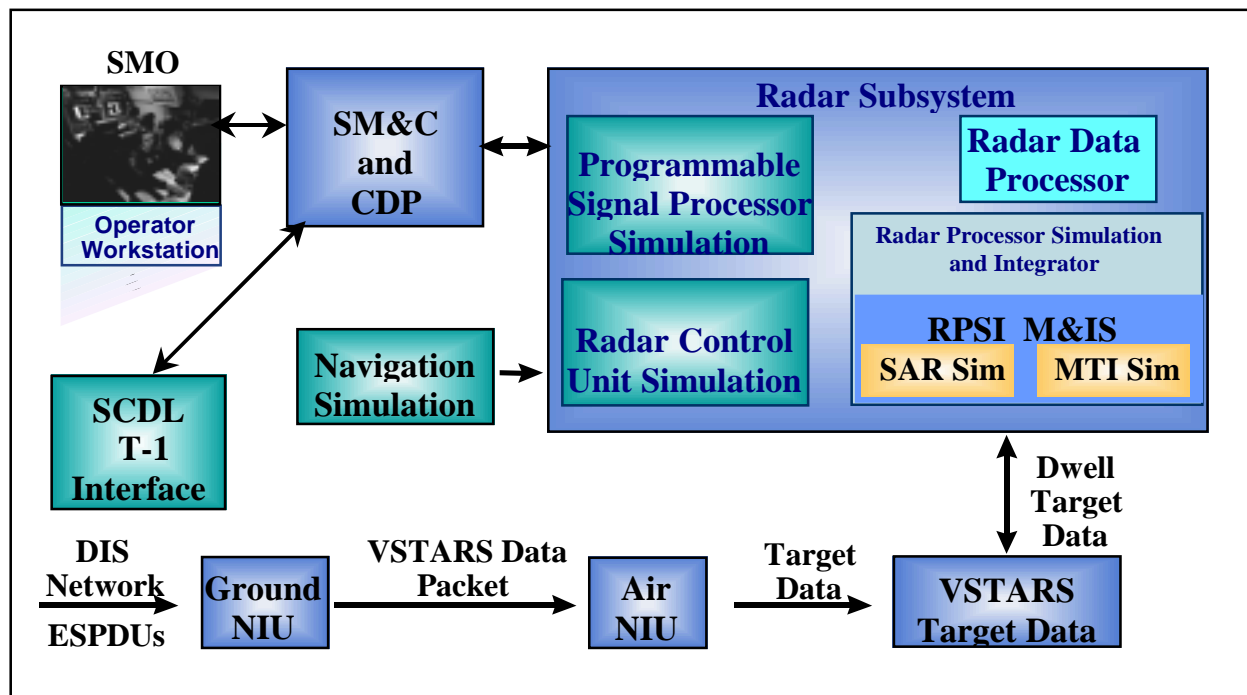 SMO
Operator
Workstation
SM&C
and
CDP
Radar Subsystem
Programmable
Signal Processor
Simulation
Radar Data
Processor
Radar Processor Simulation
and Integrator
RPSI M&IS
SAR Sim
MTI Sim
Radar Control
Unit Simulation
Navigation
Simulation
SCDL
T-1
Interface
Dwell
Target
Data
DIS
Network
ESPDUs
Ground
NIU
VSTARS Data
Packet
Air
NIU
Target
Data
VSTARS
Target Data